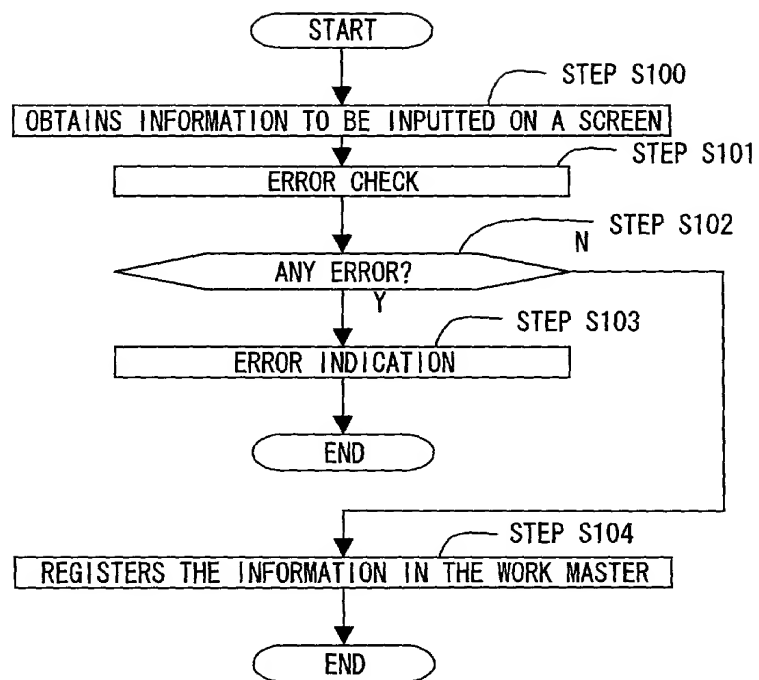 START
STEP S100
OBTAINS INFORMATION TO BE INPUTTED ON A SCREEN
STEP S101
ERROR CHECK
STEP S102
N
ANY ERROR?
Y
STEP S103
ERROR INDICATION
END
STEP S104
REGISTERS THE INFORMATION IN THE WORK MASTER
END